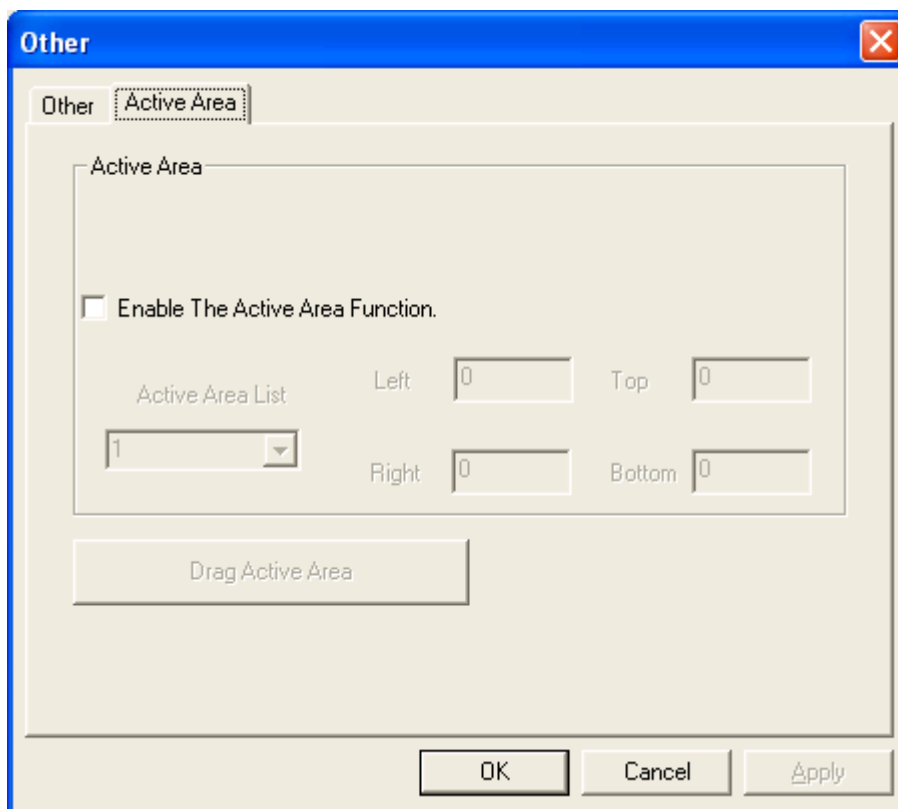 Other
Other Active Area
Active Area
Enable The Active Area Function.
Active Area List
Left 0 Top 0
1
Right 0 Bottom 0
Drag Active Area
OK Cancel Apply